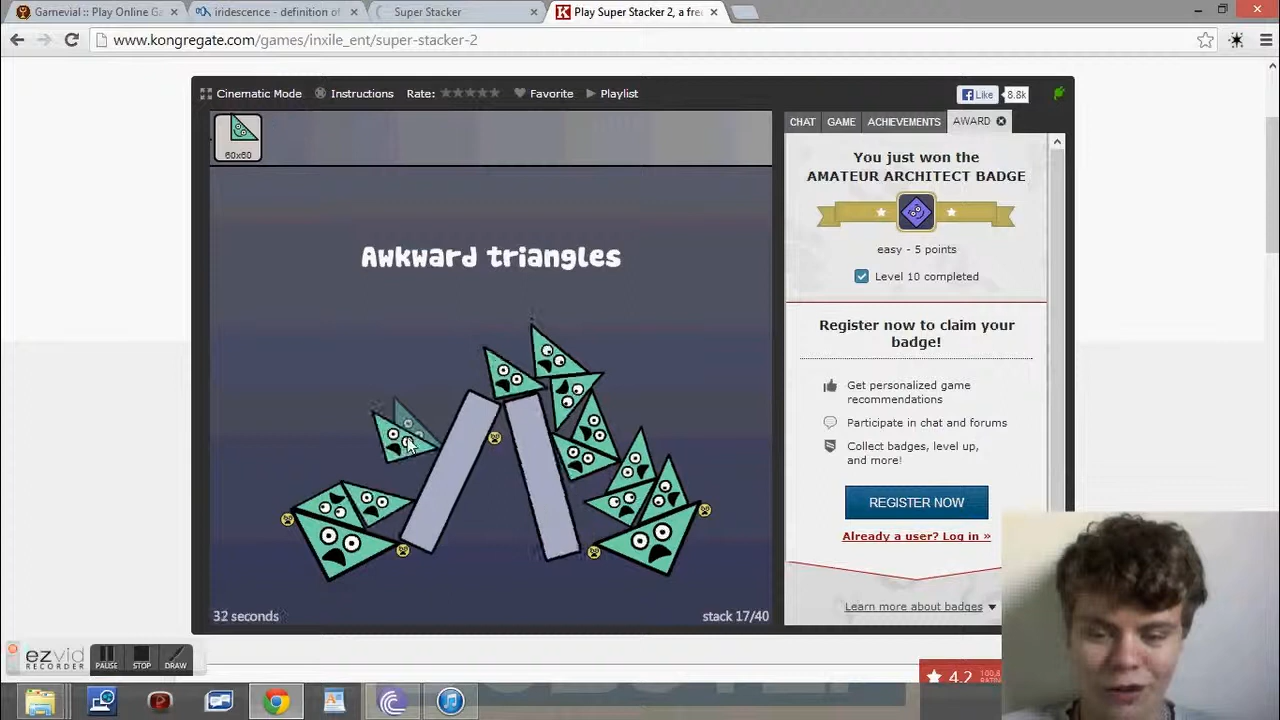 Gamevial :: Play Online Ga
iridescence - definition of
Super Stacker
Play Super Stacker 2, a fre
www.kongregate.com/games/inxile_ent/super-stacker-2
Cinematic Mode
Instructions
Rate:
Favorite
Playlist
Like
8.8k
60x60
CHAT
GAME
ACHIEVEMENTS
AWARD
You just won the
AMATEUR ARCHITECT BADGE
easy - 5 points
Level 10 completed
Awkward triangles
Register now to claim your
badge!
Get personalized game
recommendations
Participate in chat and forums
Collect badges, level up,
and more!
REGISTER NOW
Already a user? Log in »
Learn more about badges
32 seconds
stack 17/40
ezvid
RECORDER
PAUSE
STOP
DRAW
4.2